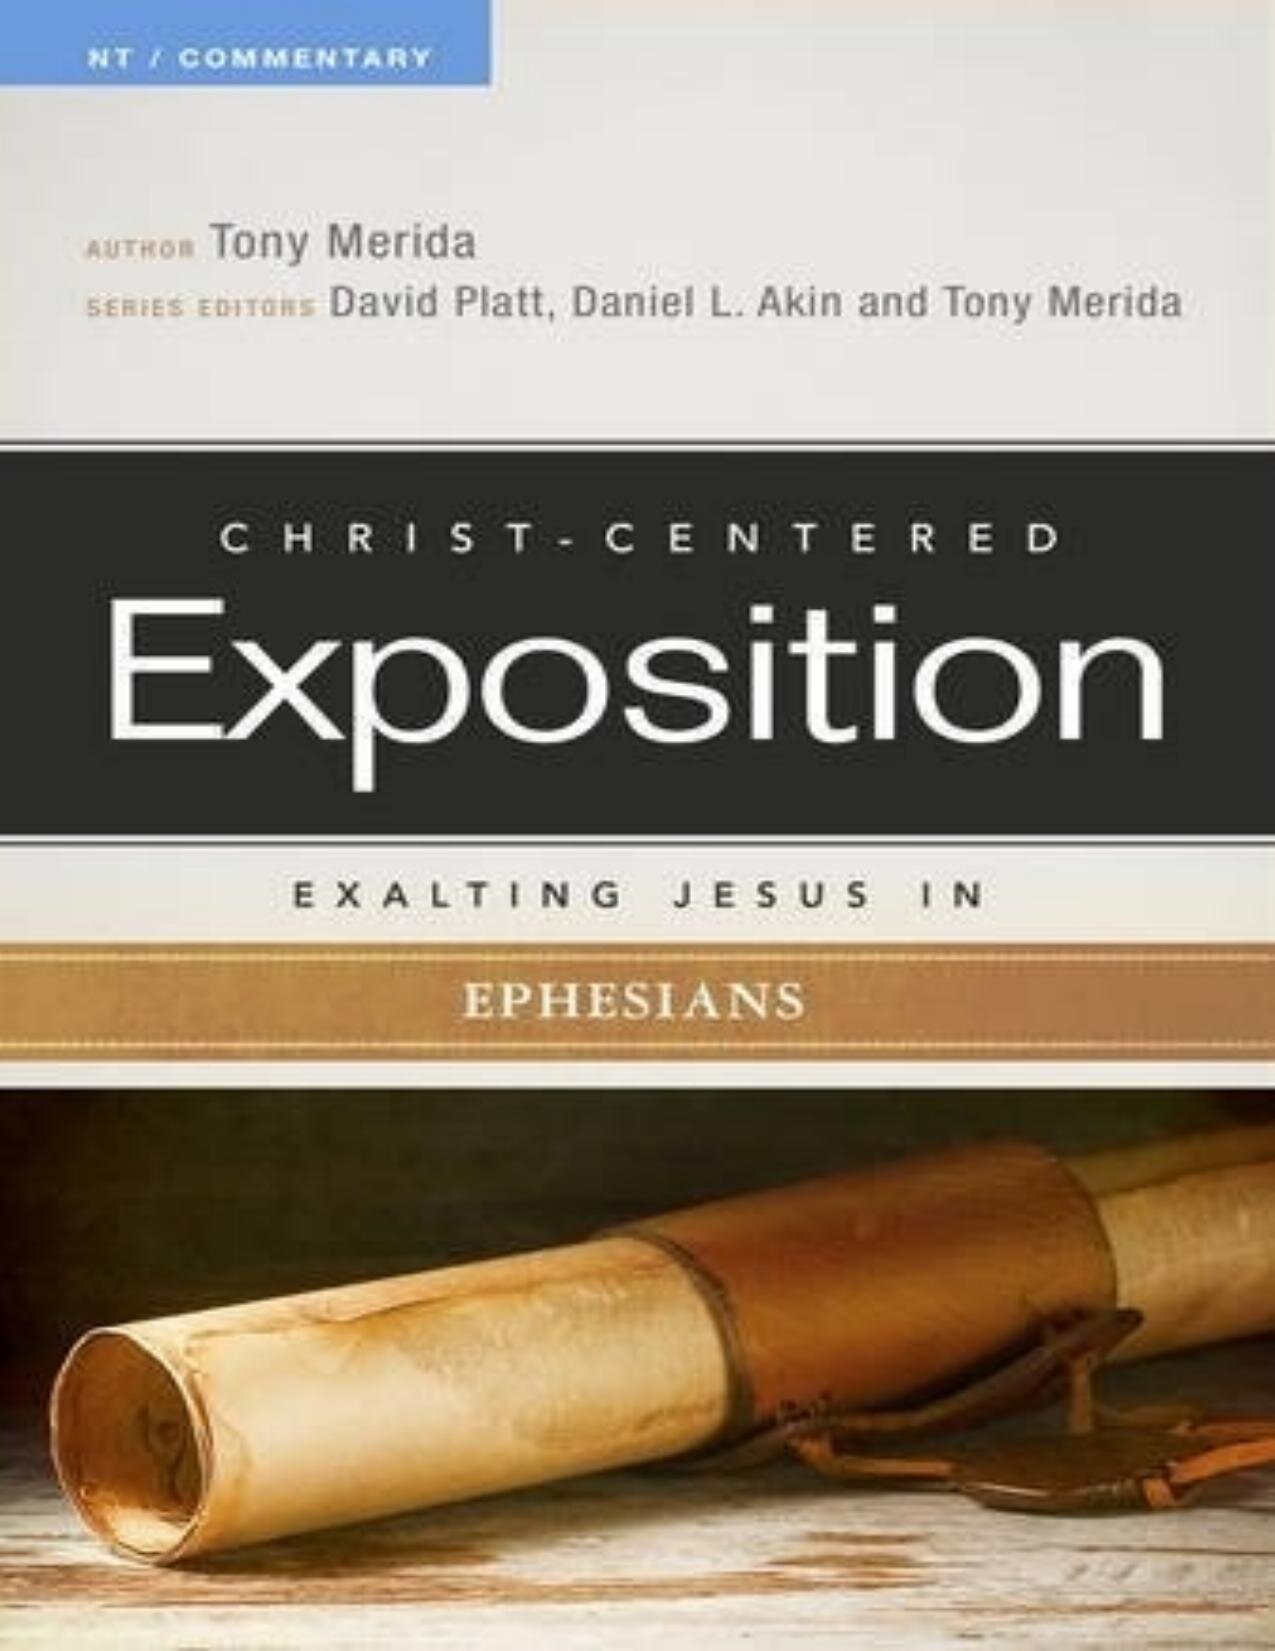 NT / COMMENTARY
AUTHOR Tony Merida
SERIES EDITORS David Platt, Daniel L. Akin and Tony Merida
CHRIST-CENTERED
Exposition
EXALTING JESUS IN
EPHESIANS